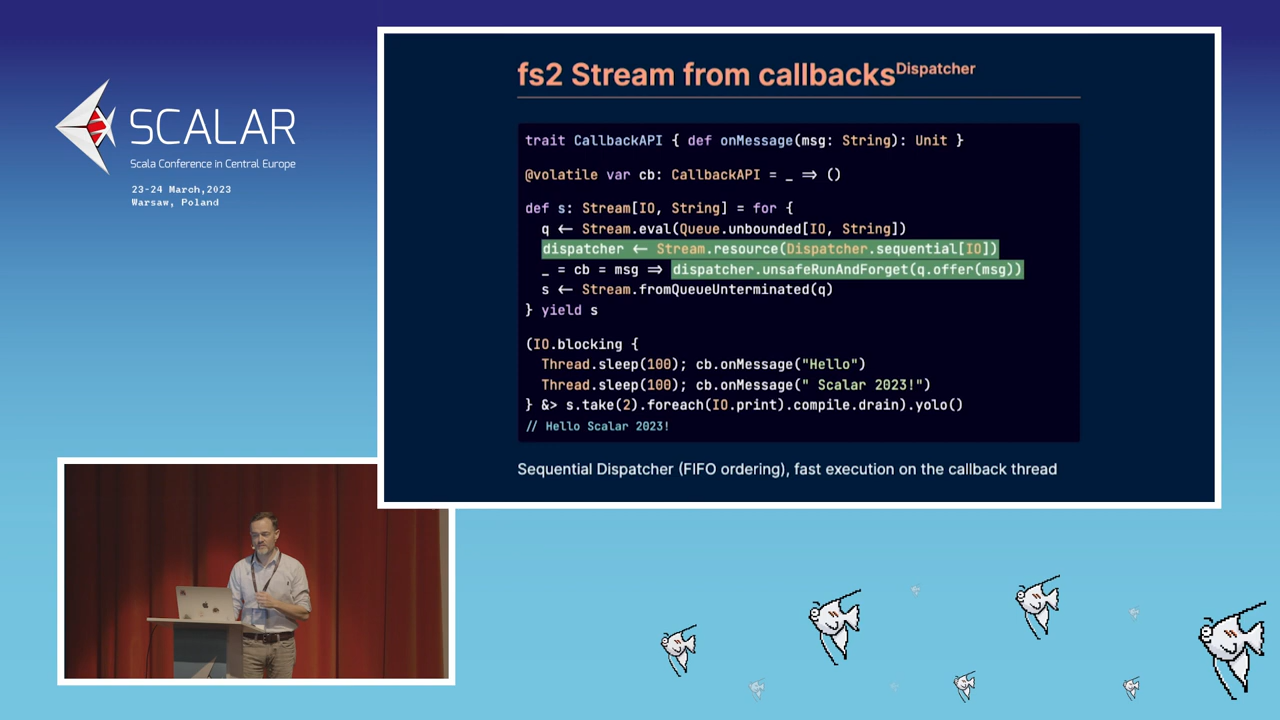 SCALAR
Scala Conference in Central Europe
23-24 March,2023
Warsaw, Poland
fs2 Stream from callbacksDispatcher
trait CallbackAPI { def onMessage(msg: String): Unit }
@volatile var cb: CallbackAPI = _ ⇒ ()
def s: Stream[IO, String] = for {
q ← Stream.eval(Queue.unbounded[IO, String])
dispatcher ← Stream.resource(Dispatcher.sequential[IO])
_ = cb = msg ⇒ dispatcher.unsafeRunAndForget(q.offer(msg))
s ← Stream.fromQueueUnterminated(q)
} yield s
(IO.blocking {
Thread.sleep(100); cb.onMessage("Hello")
Thread.sleep(100); cb.onMessage(" Scalar 2023!")
} &> s.take(2).foreach(IO.print).compile.drain).yolo()
// Hello Scalar 2023!
Sequential Dispatcher (FIFO ordering), fast execution on the callback thread